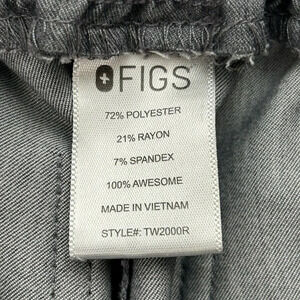 FIGS
72% POLYESTER
21% RAYON
7% SPANDEX
100% AWESOME
MADE IN VIETNAM
STYLE#: TW2000R